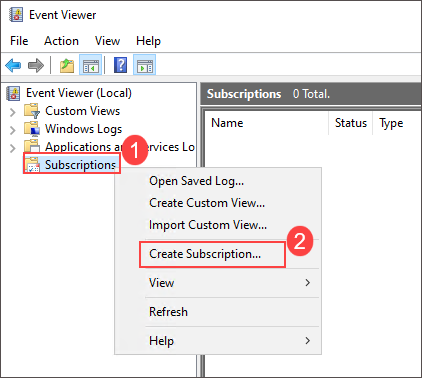 Event Viewer
File Action View Help
Event Viewer (Local)
Custom Views
Windows Logs
Applications and Services Lo
Subscriptions
1
Subscriptions 0 Total.
Name Status Type
Open Saved Log...
Create Custom View...
Import Custom View...
2
Create Subscription...
View
Refresh
Help